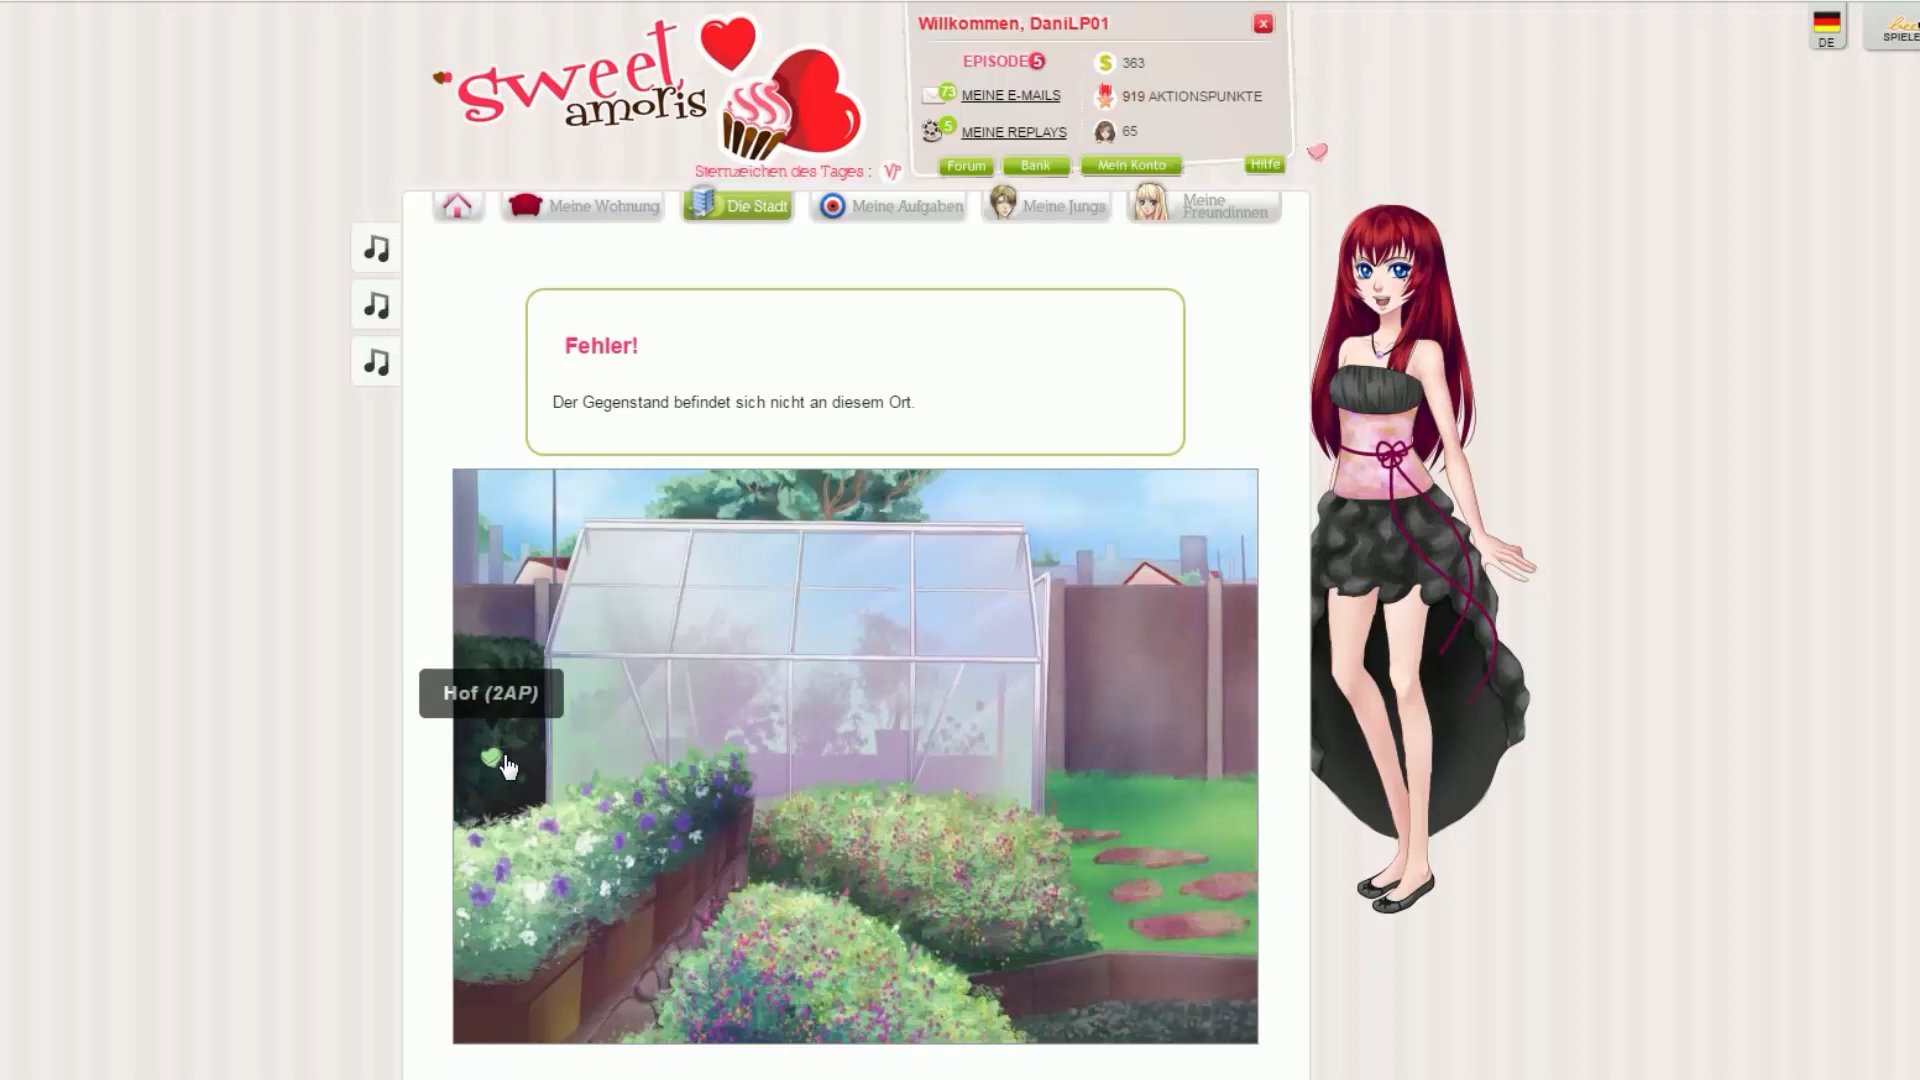 sweet
amoris
Sternzeichen des Tages :
Willkommen, DaniLP01
x
EPISODE 5
363
73 MEINE E-MAILS
919 AKTIONSPUNKTE
5 MEINE REPLAYS
65
Forum
Bank
Mein Konto
Hilfe
DE
SPIELE
Meine Wohnung
Die Stadt
Meine Aufgaben
Meine Jungs
Meine
Freundinnen
Fehler!
Der Gegenstand befindet sich nicht an diesem Ort.
Hof (2AP)